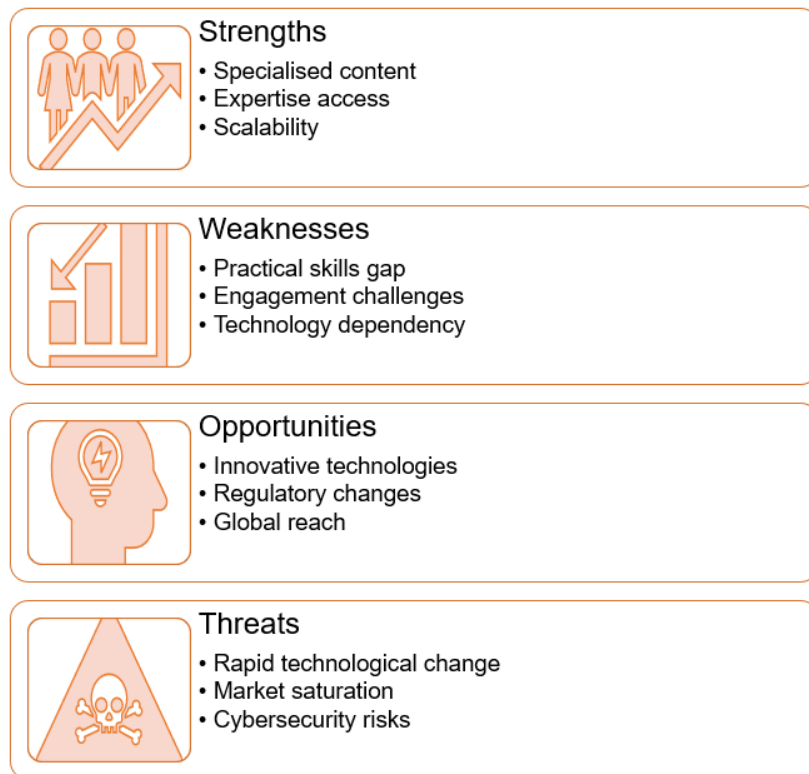 Strengths
• Specialised content
• Expertise access
• Scalability
Weaknesses
• Practical skills gap
• Engagement challenges
• Technology dependency
Opportunities
• Innovative technologies
• Regulatory changes
• Global reach
Threats
• Rapid technological change
• Market saturation
• Cybersecurity risks